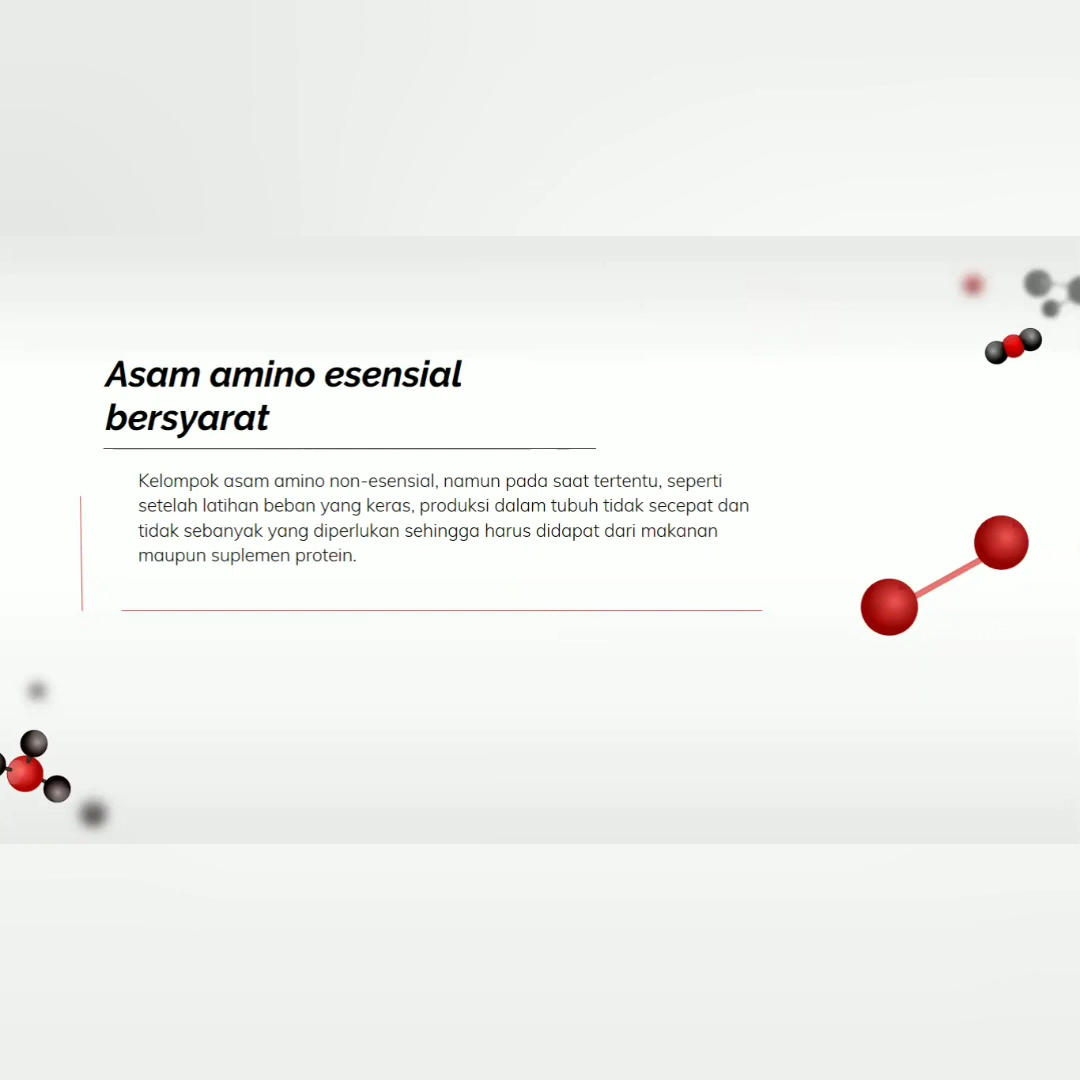 Asam amino esensial
bersyarat
Kelompok asam amino non-esensial, namun pada saat tertentu, seperti
setelah latihan beban yang keras, produksi dalam tubuh tidak secepat dan
tidak sebanyak yang diperlukan sehingga harus didapat dari makanan
maupun suplemen protein.